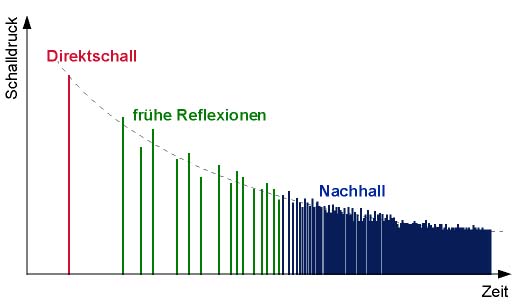 Schalldruck
Direktschall
frühe Reflexionen
Nachhall
Zeit